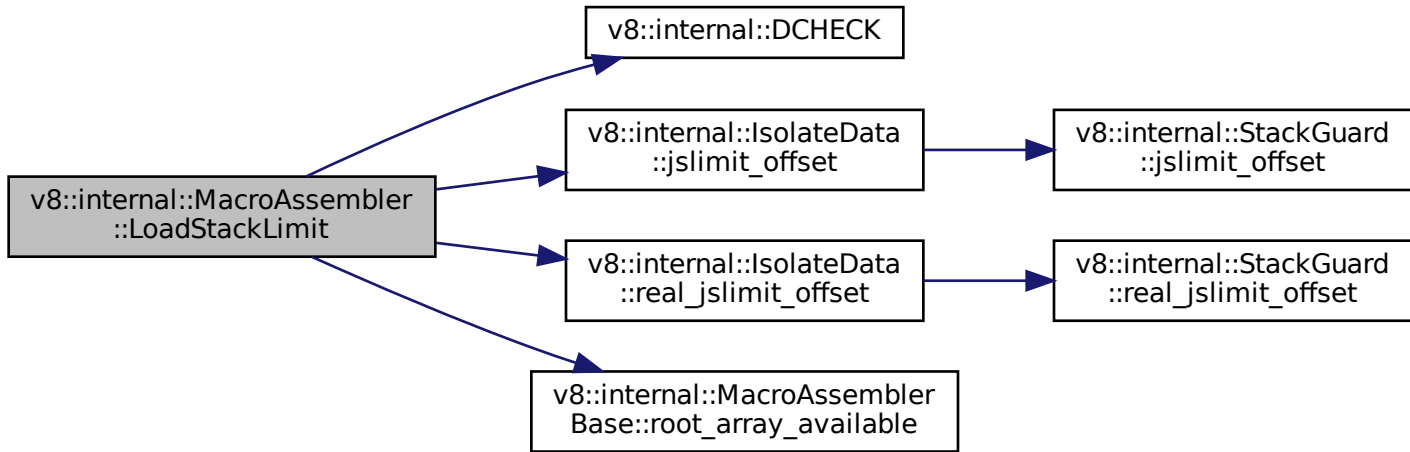 v8::internal::DCHECK
v8::internal::IsolateData
::jslimit_offset
v8::internal::StackGuard
::jslimit_offset
v8::internal::MacroAssembler
::LoadStackLimit
v8::internal::IsolateData
::real_jslimit_offset
v8::internal::StackGuard
::real_jslimit_offset
v8::internal::MacroAssembler
Base::root_array_available